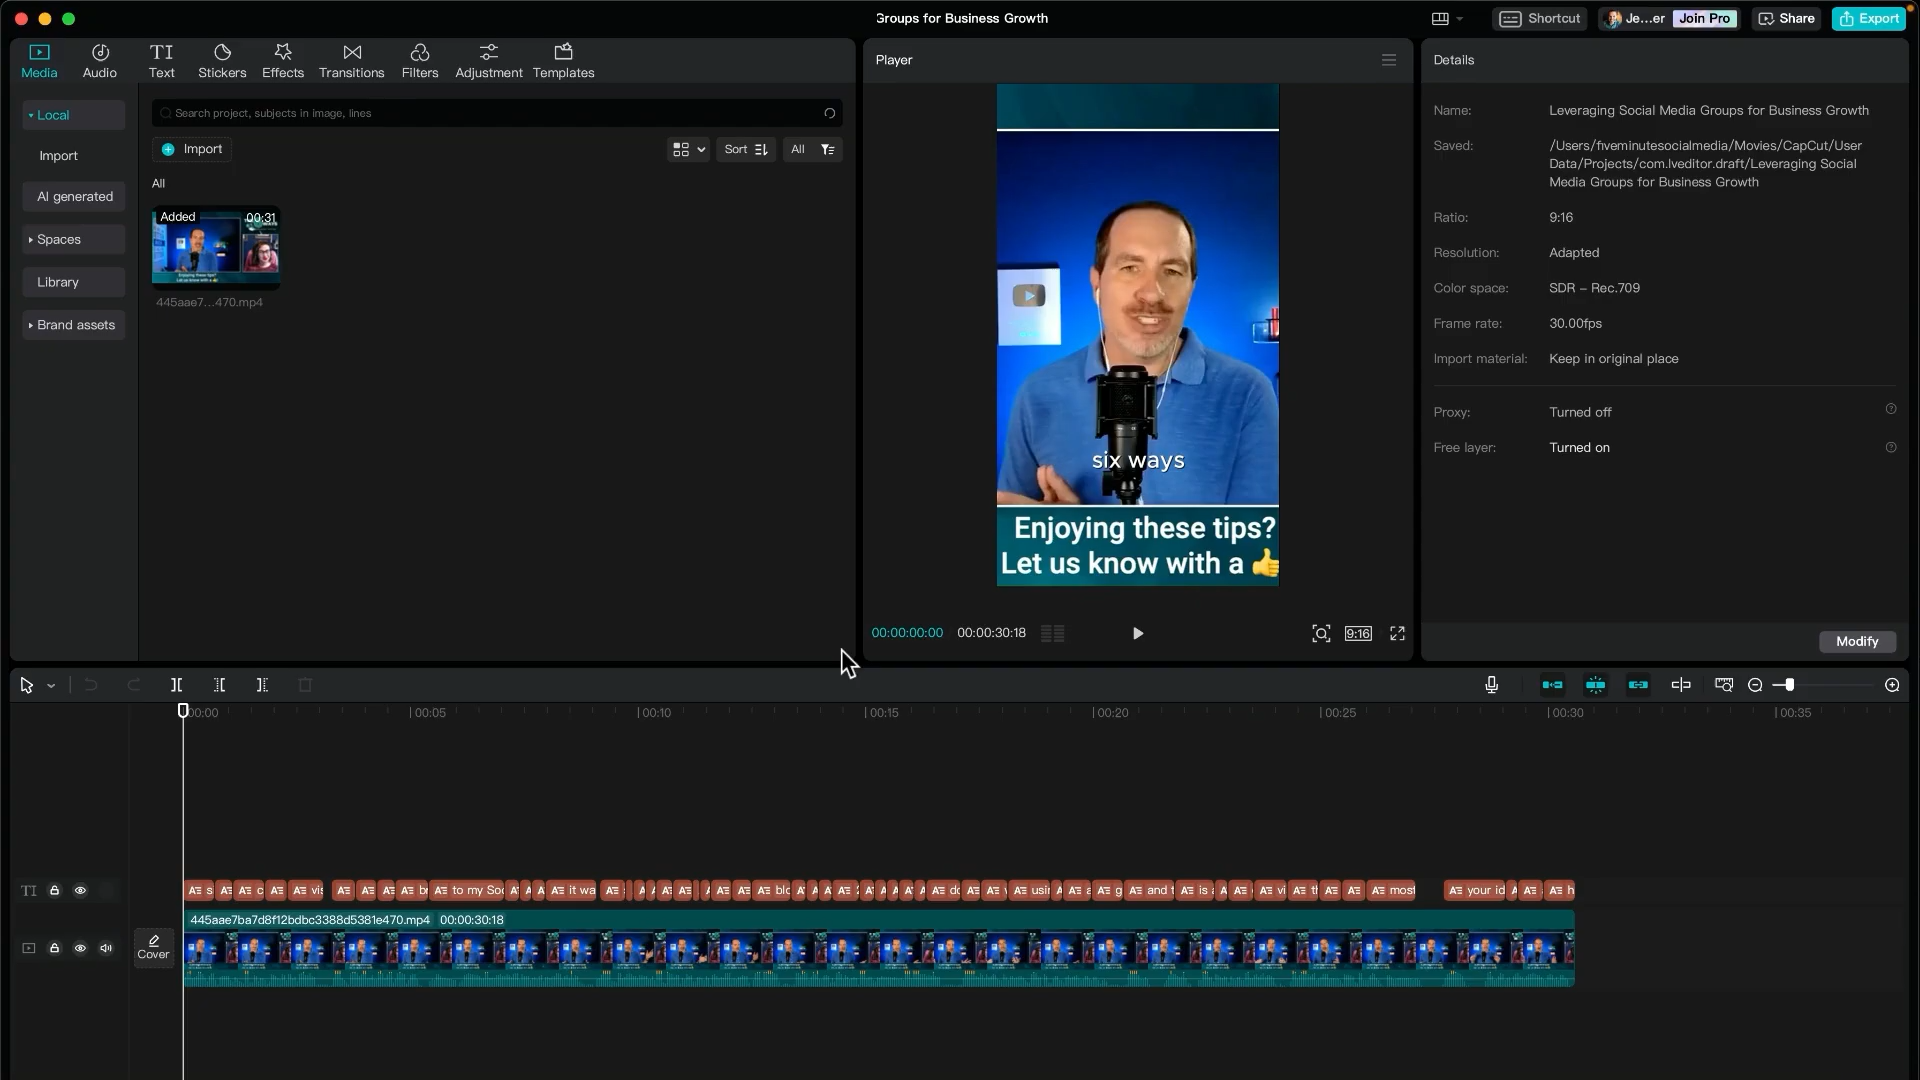 Groups for Business Growth
Shortcut
Je...er
Join Pro
Share
Export
Media
Audio
Text
Stickers
Effects
Transitions
Filters
Adjustment
Templates
Player
Details
Local
Import
AI generated
Spaces
Library
Brand assets
Search project, subjects in image, lines
Import
Sort
All
All
Added
00:31
445aae7...470.mp4
six ways
Enjoying these tips?
Let us know with a 👍
00:00:00:00
00:00:30:18
9:16
Name: Leveraging Social Media Groups for Business Growth
Saved: /Users/fiveminutesocialmedia/Movies/CapCut/User
Data/Projects/com.lveditor.draft/Leveraging Social
Media Groups for Business Growth
Ratio: 9:16
Resolution: Adapted
Color space: SDR – Rec.709
Frame rate: 30.00fps
Import material: Keep in original place
Proxy: Turned off
Free layer: Turned on
Modify
00:00
00:05
00:10
00:15
00:20
00:25
00:30
00:35
to my Soc
it wa
blo
usin
and t
is
vi
most
your id
445aae7ba7d8f12bdbc3388d5381e470.mp4 00:00:30:18
Cover